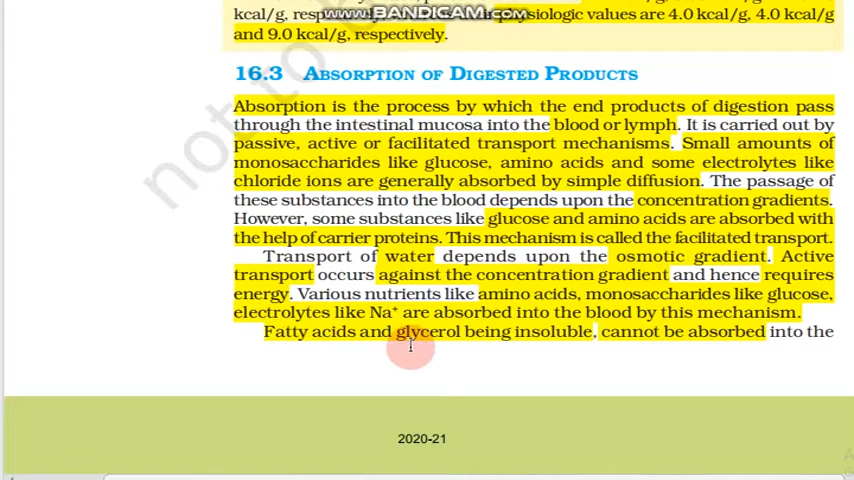 kcal/g, resp www.BANDICAM.com physiologic values are 4.0 kcal/g, 4.0 kcal/g
and 9.0 kcal/g, respectively.
16.3 ABSORPTION OF DIGESTED PRODUCTS
Absorption is the process by which the end products of digestion pass
through the intestinal mucosa into the blood or lymph. It is carried out by
passive, active or facilitated transport mechanisms. Small amounts of
monosaccharides like glucose, amino acids and some electrolytes like
chloride ions are generally absorbed by simple diffusion. The passage of
these substances into the blood depends upon the concentration gradients.
However, some substances like glucose and amino acids are absorbed with
the help of carrier proteins. This mechanism is called the facilitated transport.
Transport of water depends upon the osmotic gradient. Active
transport occurs against the concentration gradient and hence requires
energy. Various nutrients like amino acids, monosaccharides like glucose,
electrolytes like Na⁺ are absorbed into the blood by this mechanism.
Fatty acids and glycerol being insoluble, cannot be absorbed into the
not to b
2020-21